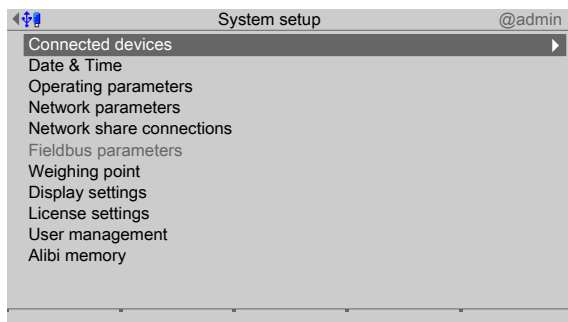 System setup @admin
Connected devices
Date & Time
Operating parameters
Network parameters
Network share connections
Fieldbus parameters
Weighing point
Display settings
License settings
User management
Alibi memory